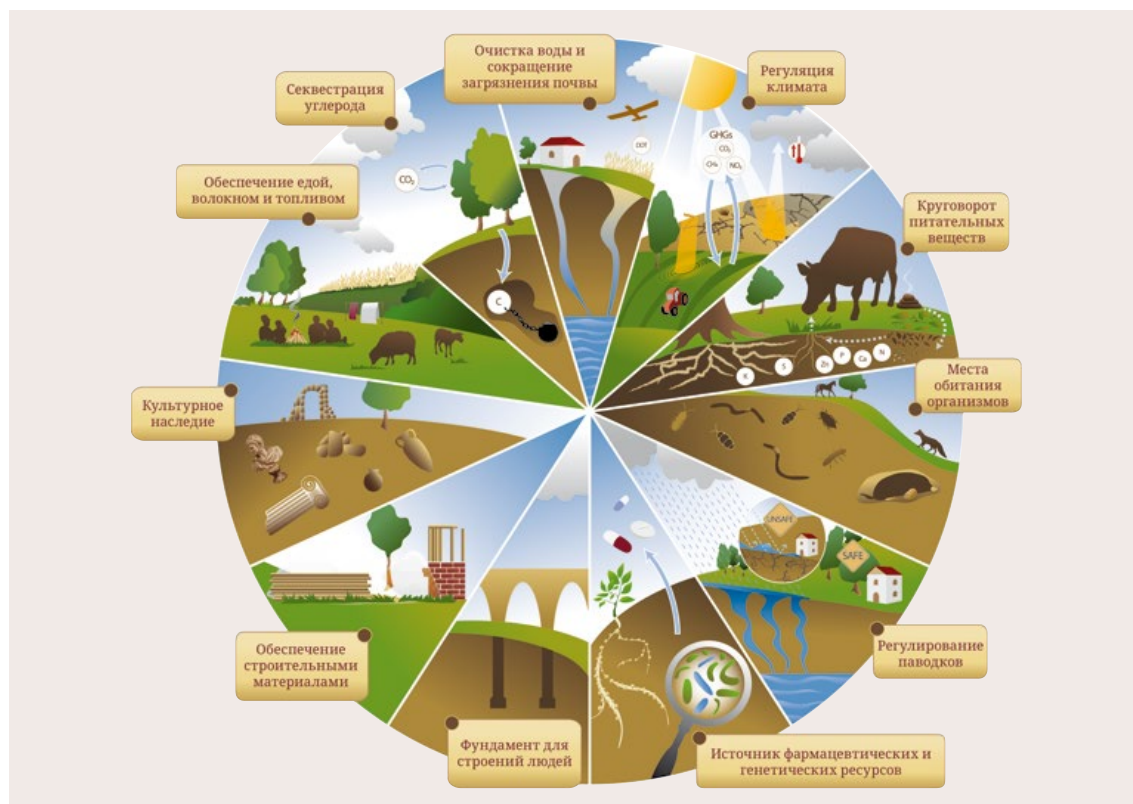 Очистка воды и
сокращение
загрязнения почвы
Регуляция
климата
Секвестрация
углерода
Обеспечение едой,
волокном и топливом
Круговорот
питательных
веществ
Места
обитания
организмов
Культурное
наследие
Обеспечение
строительными
материалами
Фундамент для
строений людей
Источник фармацевтических и
генетических ресурсов
Регулирование
паводков
CO₂
C
DDT
GHGs
CO₂
CH₄
NOₓ
K
S
Zn
P
Ca
N
UNSAFE
SAFE